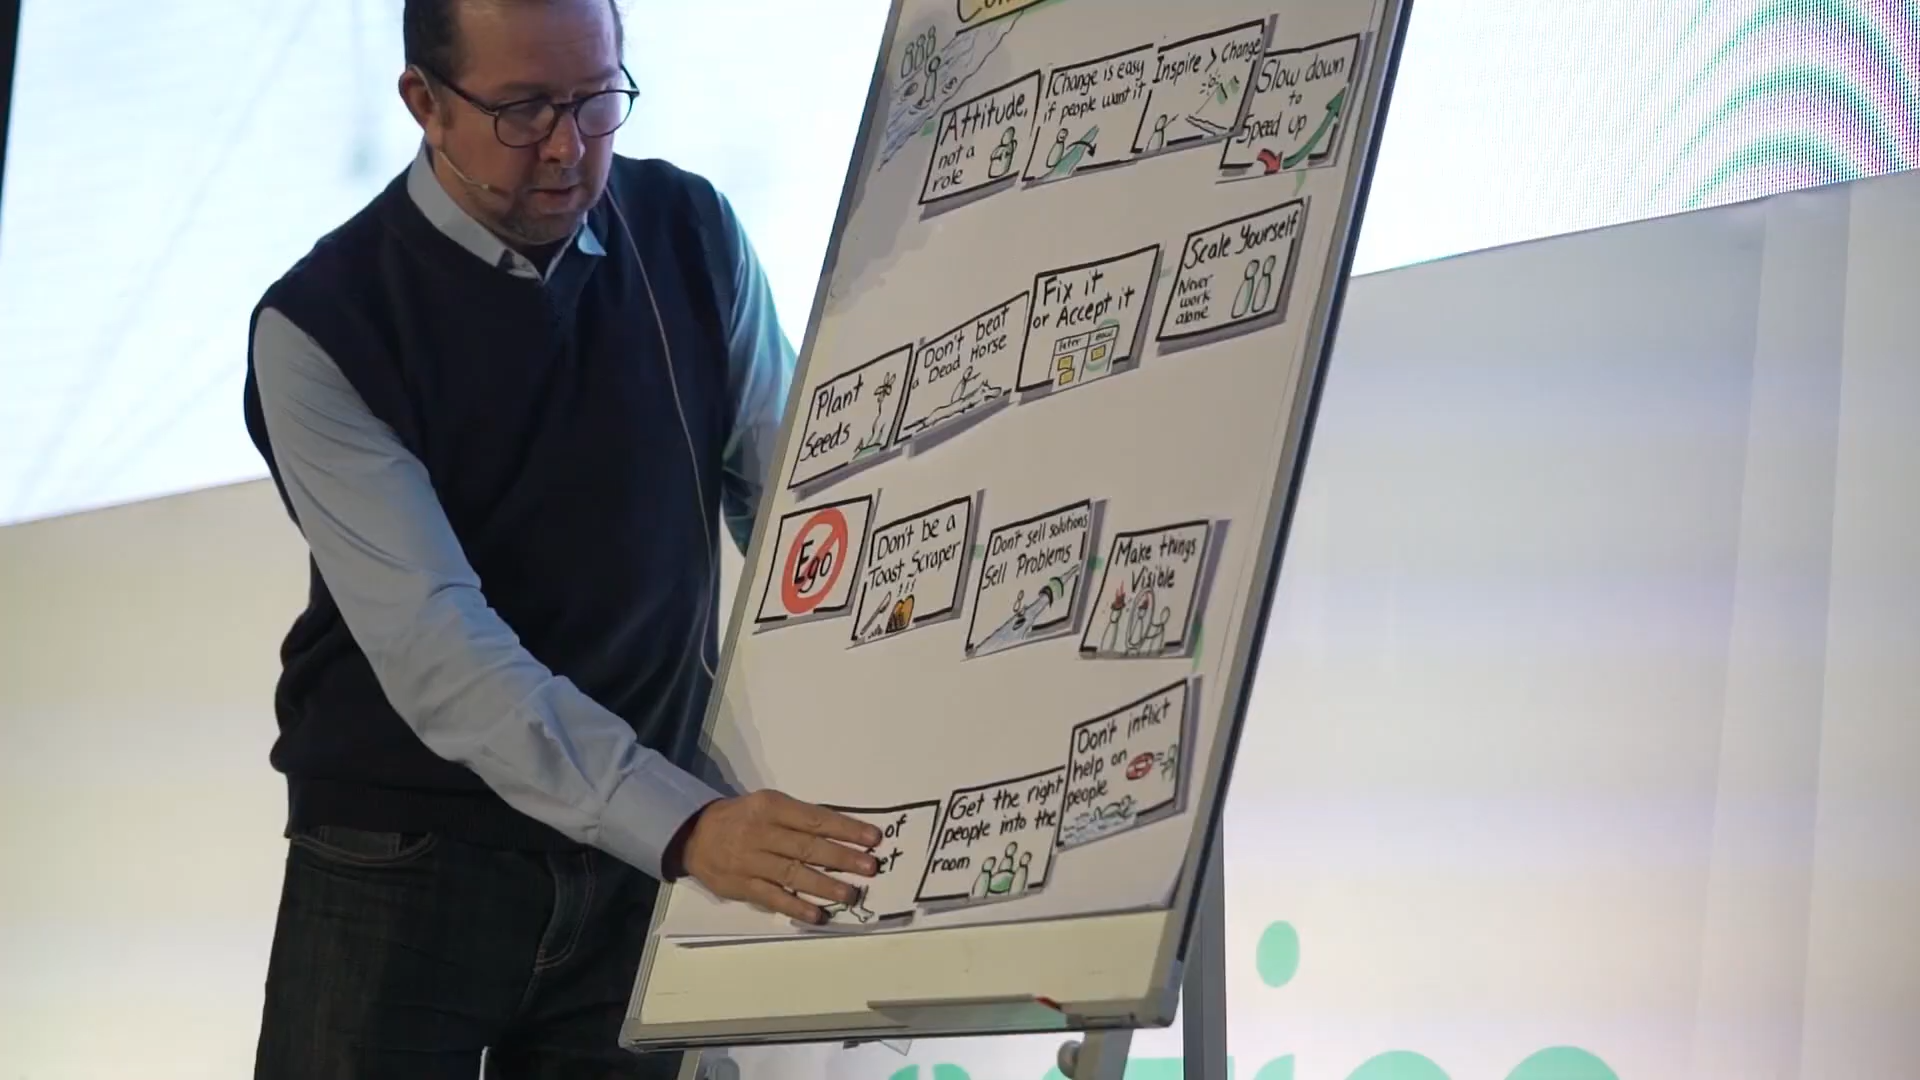 Attitude,
not a
role
Change is easy
if people want it
Inspire > Change
Slow down
to
Speed up
Plant
Seeds
Don't beat
a Dead Horse
Fix it
or Accept it
Scale Yourself
Never
work
alone
Ego
Don't be a
Toast Scraper
Don't sell solutions
Sell Problems
Make things
Visible
of
Get the right
people into the
room
Don't inflict
help on
people